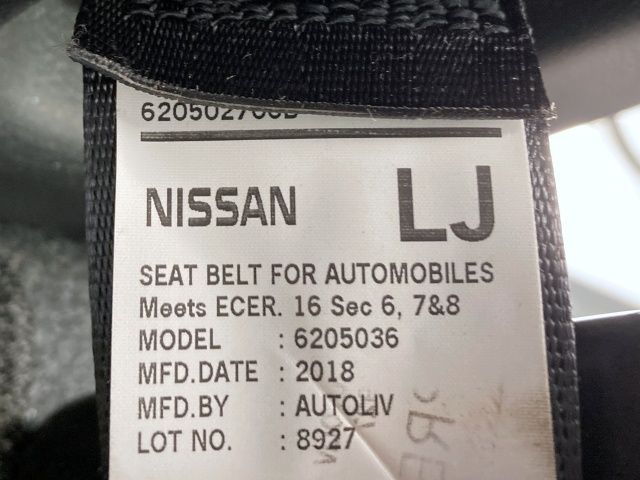 NISSAN LJ
SEAT BELT FOR AUTOMOBILES
Meets ECER. 16 Sec 6, 7&8
MODEL : 6205036
MFD.DATE : 2018
MFD.BY : AUTOLIV
LOT NO. : 8927